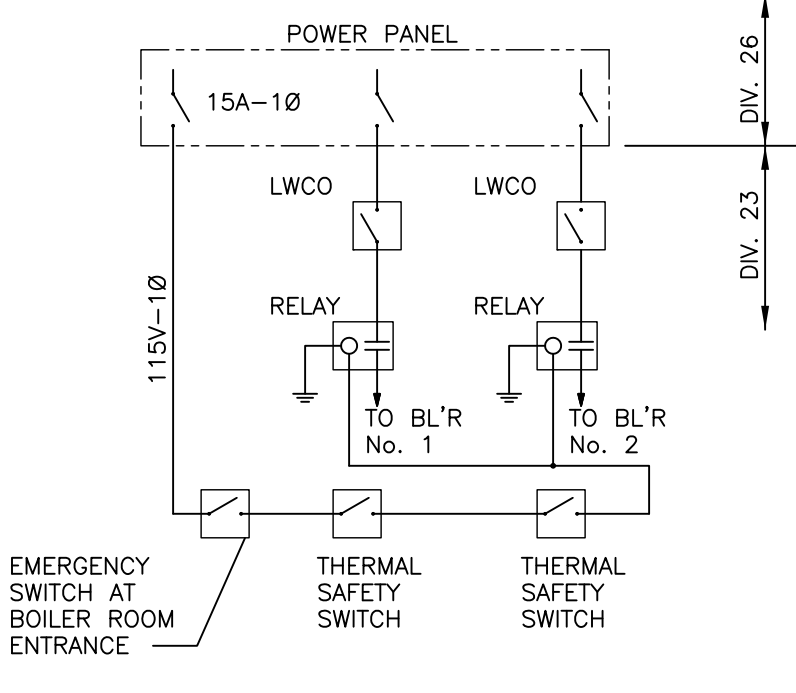 POWER PANEL
15A-1Ø
DIV. 26
LWCO
LWCO
DIV. 23
115V-1Ø
RELAY
RELAY
TO BL'R
No. 1
TO BL'R
No. 2
EMERGENCY
SWITCH AT
BOILER ROOM
ENTRANCE
THERMAL
SAFETY
SWITCH
THERMAL
SAFETY
SWITCH